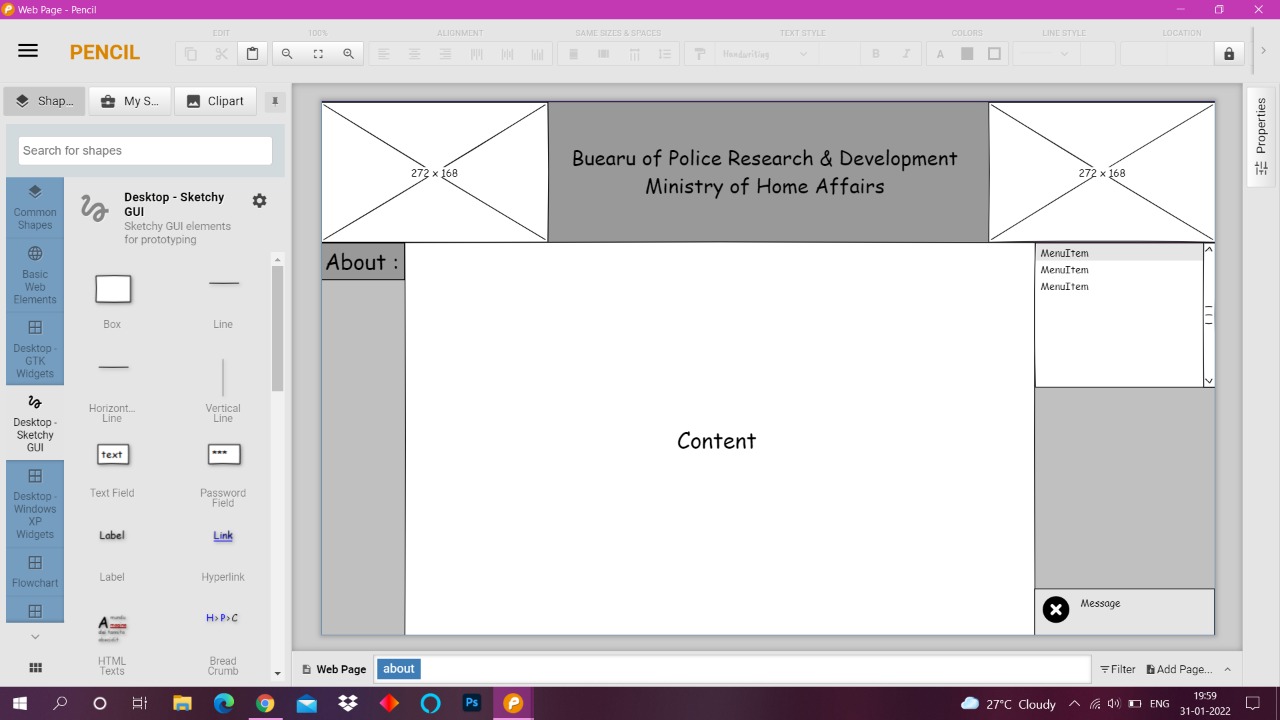 Web Page - Pencil
PENCIL
EDIT
100%
ALIGNMENT
SAME SIZES & SPACES
TEXT STYLE
COLORS
LINE STYLE
LOCATION
Handwriting
B
I
A
Shap...
My S...
Clipart
Search for shapes
Common
Shapes
Basic
Web
Elements
Desktop -
GTK
Widgets
Desktop -
Sketchy
GUI
Desktop -
Windows
XP
Widgets
Flowchart
Desktop - Sketchy
GUI
Sketchy GUI elements
for prototyping
Box
Line
Horizont...
Line
Vertical
Line
text
***
Text Field
Password
Field
Label
Link
Label
Hyperlink
H>P>C
HTML
Texts
Bread
Crumb
272 x 168
Buearu of Police Research & Development
Ministry of Home Affairs
272 x 168
About :
Content
MenuItem
MenuItem
MenuItem
Message
Properties
Web Page
about
Filter
Add Page...
Ps
27°C Cloudy
ENG
19:59
31-01-2022